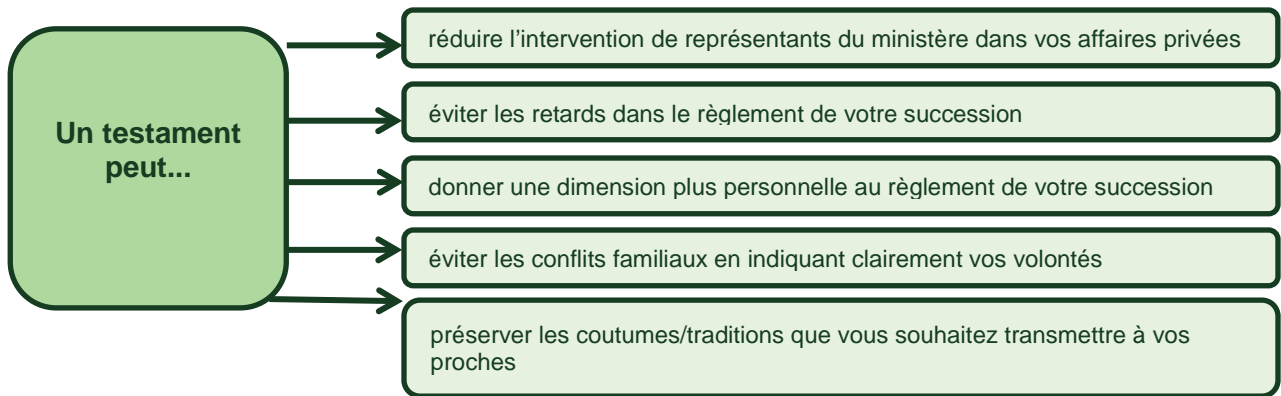 Un testament
peut...
réduire l’intervention de représentants du ministère dans vos affaires privées
éviter les retards dans le règlement de votre succession
donner une dimension plus personnelle au règlement de votre succession
éviter les conflits familiaux en indiquant clairement vos volontés
préserver les coutumes/traditions que vous souhaitez transmettre à vos
proches